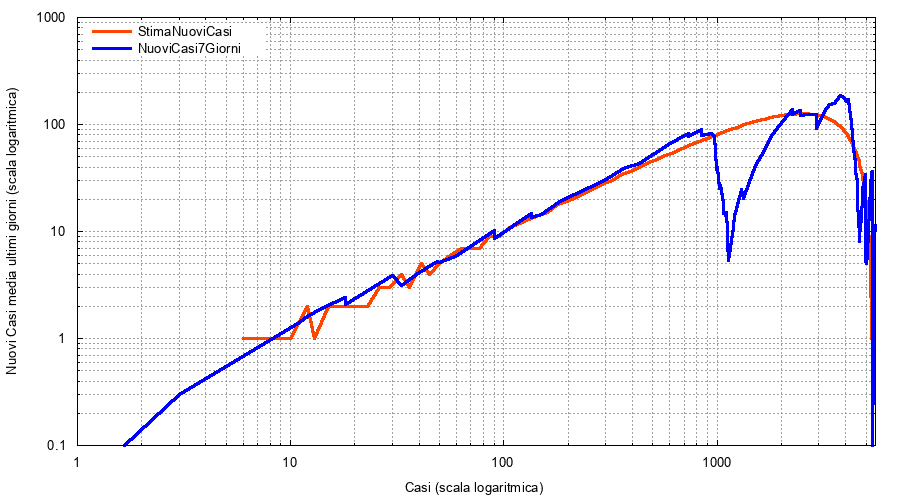 1000
100
10
1
0.1
StimaNuoviCasi
NuoviCasi7Giorni
Nuovi Casi media ultimi giorni (scala logaritmica)
1 10 100 1000
Casi (scala logaritmica)